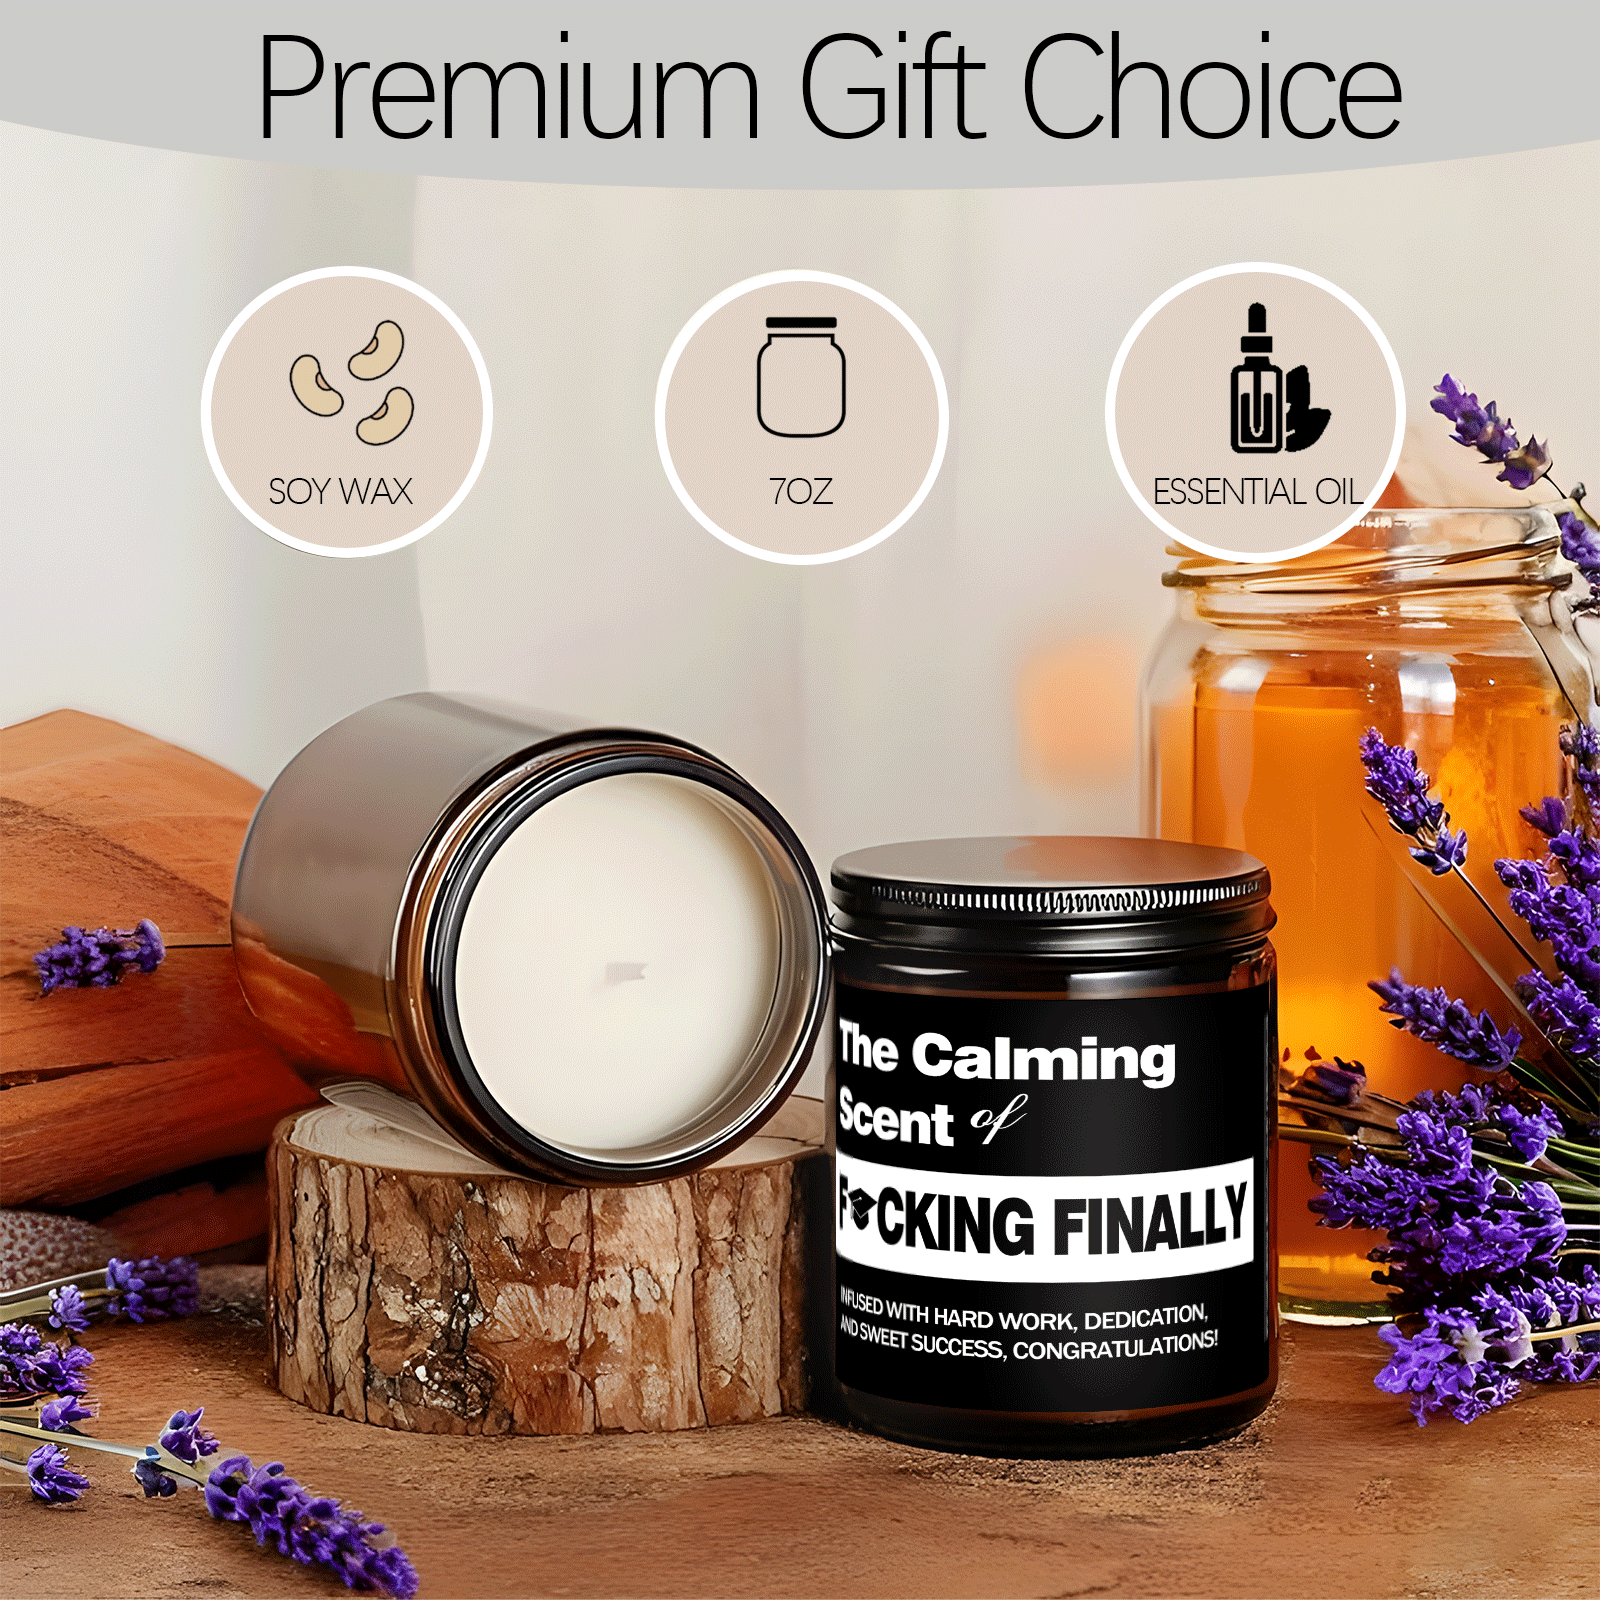 Premium Gift Choice
SOY WAX
7OZ
ESSENTIAL OIL
The Calming
Scent of
F CKING FINALLY
INFUSED WITH HARD WORK, DEDICATION,
AND SWEET SUCCESS, CONGRATULATIONS!